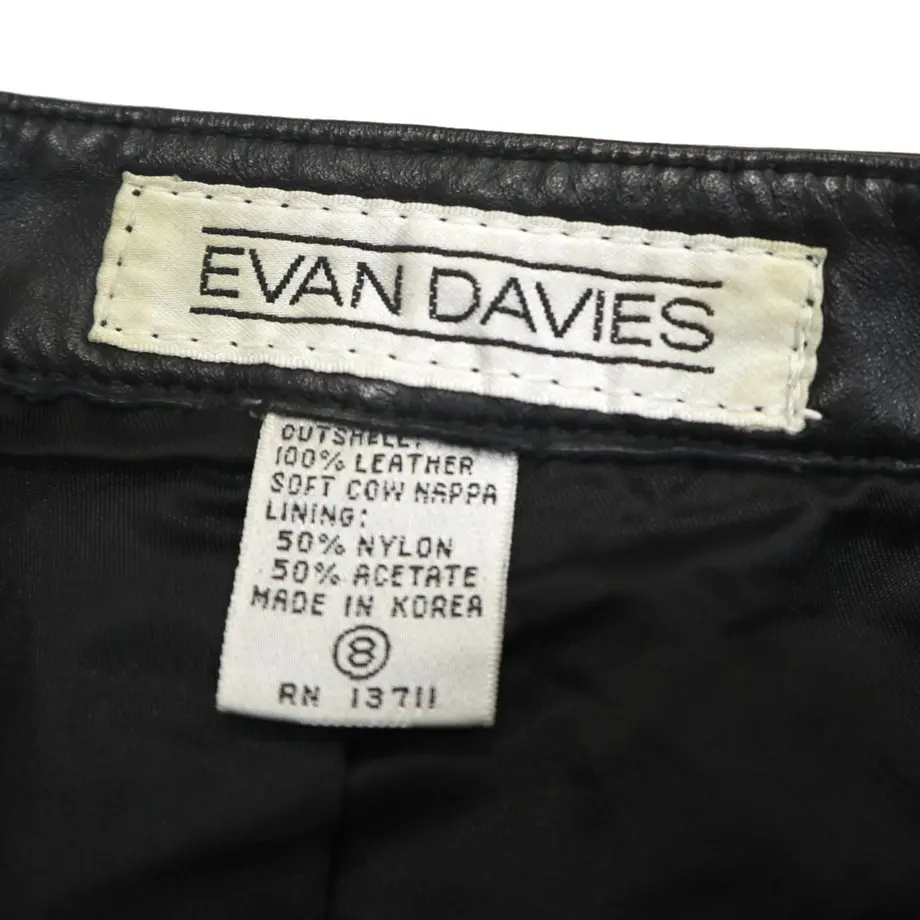 EVAN DAVIES
OUTSHELL:
100% LEATHER
SOFT COW NAPPA
LINING:
50% NYLON
50% ACETATE
MADE IN KOREA
8
RN 13711